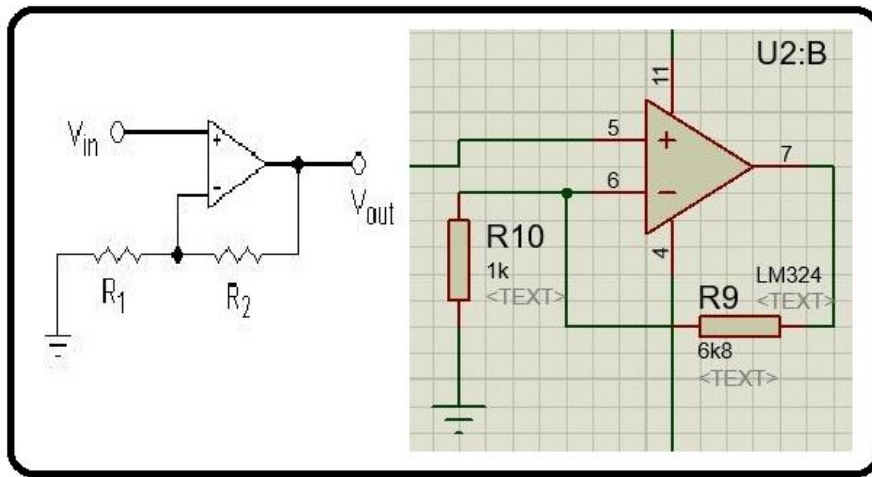 Vin
+
-
Vout
R1
R2
U2:B
11
5
+
6
−
7
4
R10
1k
<TEXT>
LM324
R9
<TEXT>
6k8
<TEXT>